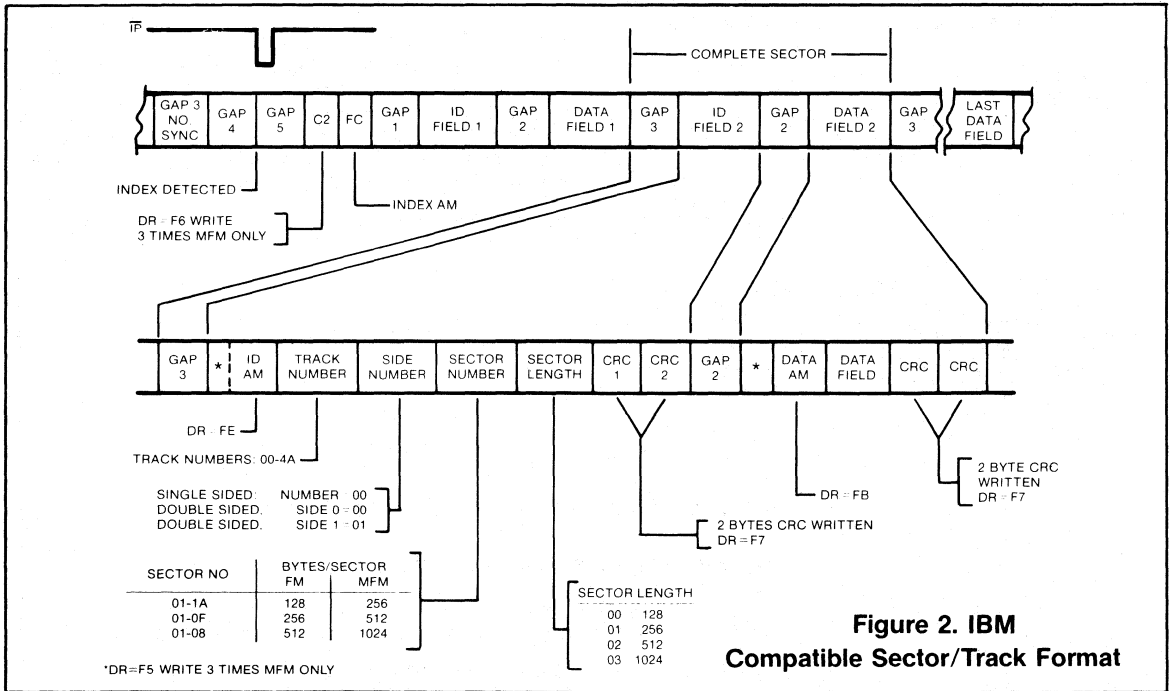 IP
COMPLETE SECTOR
GAP 3 NO. SYNC
GAP 4
GAP 5
C2
FC
GAP 1
ID FIELD 1
GAP 2
DATA FIELD 1
GAP 3
ID FIELD 2
GAP 2
DATA FIELD 2
GAP 3
LAST DATA FIELD
INDEX DETECTED
INDEX AM
DR = F6 WRITE
3 TIMES MFM ONLY
GAP 3
*
ID AM
TRACK NUMBER
SIDE NUMBER
SECTOR NUMBER
SECTOR LENGTH
CRC 1
CRC 2
GAP 2
*
DATA AM
DATA FIELD
CRC
CRC
DR = FE
TRACK NUMBERS: 00-4A
SINGLE SIDED: NUMBER = 00
DOUBLE SIDED. SIDE 0 = 00
DOUBLE SIDED. SIDE 1 = 01
DR = FB
2 BYTE CRC
WRITTEN
DR = F7
2 BYTES CRC WRITTEN
DR = F7
SECTOR NO BYTES/SECTOR
FM MFM
01-1A 128 256
01-0F 256 512
01-08 512 1024
SECTOR LENGTH
00 128
01 256
02 512
03 1024
*DR=F5 WRITE 3 TIMES MFM ONLY
Figure 2. IBM
Compatible Sector/Track Format